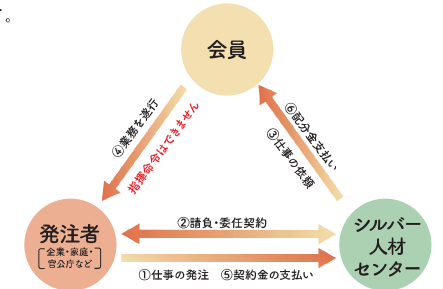 す。
会員
④業務を遂行
指揮命令はできません
⑥配分金支払い
③仕事の依頼
発注者
企業・家庭・
官公庁など
②請負・委任契約
①仕事の発注 ⑤契約金の支払い
シルバー
人材
センター